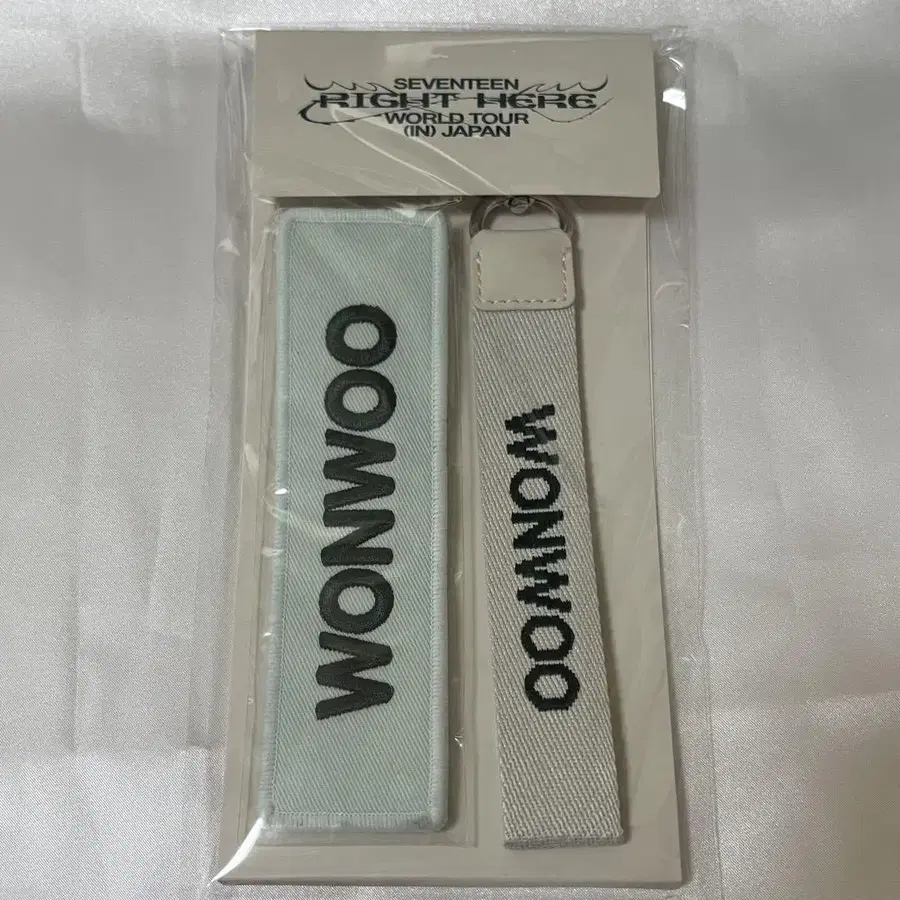 SEVENTEEN
RIGHT HERE
WORLD TOUR
(IN) JAPAN
WONWOO
WONWOO